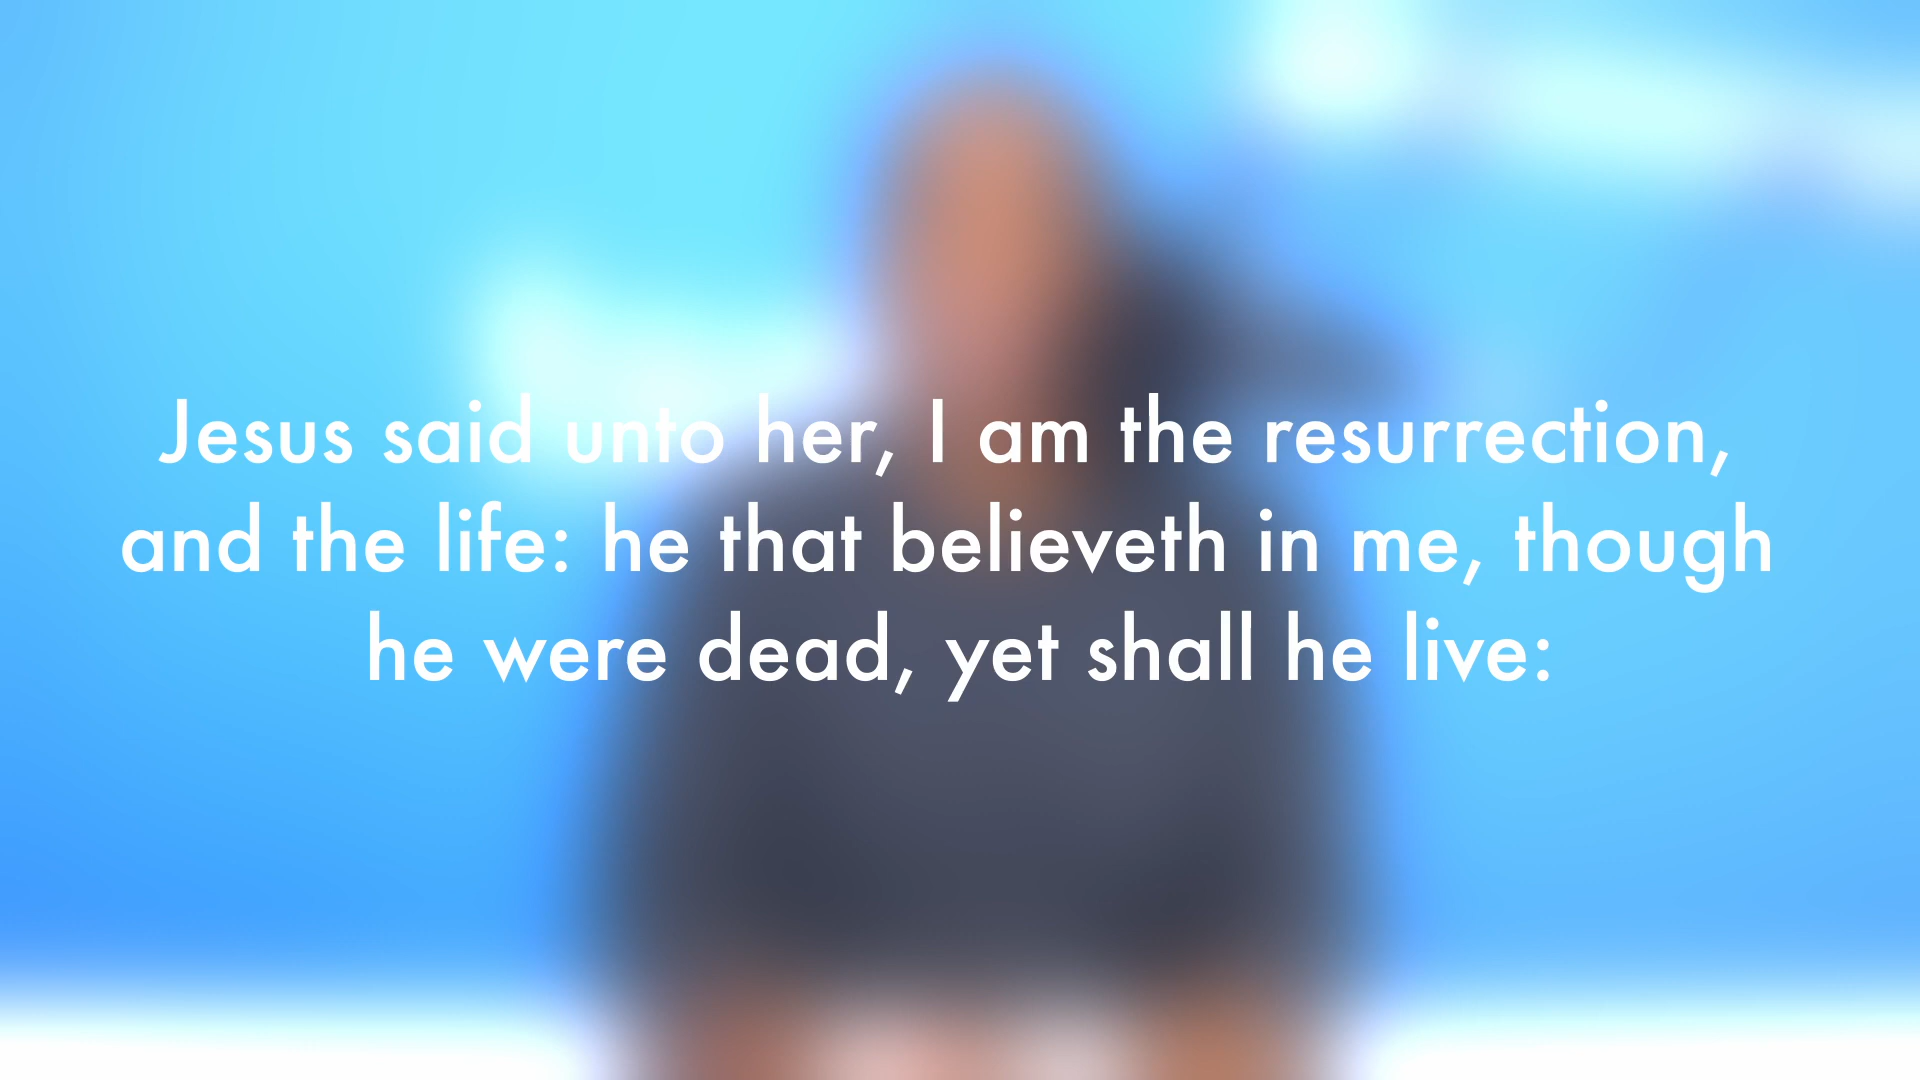 Jesus said unto her, I am the resurrection,
and the life: he that believeth in me, though
he were dead, yet shall he live: